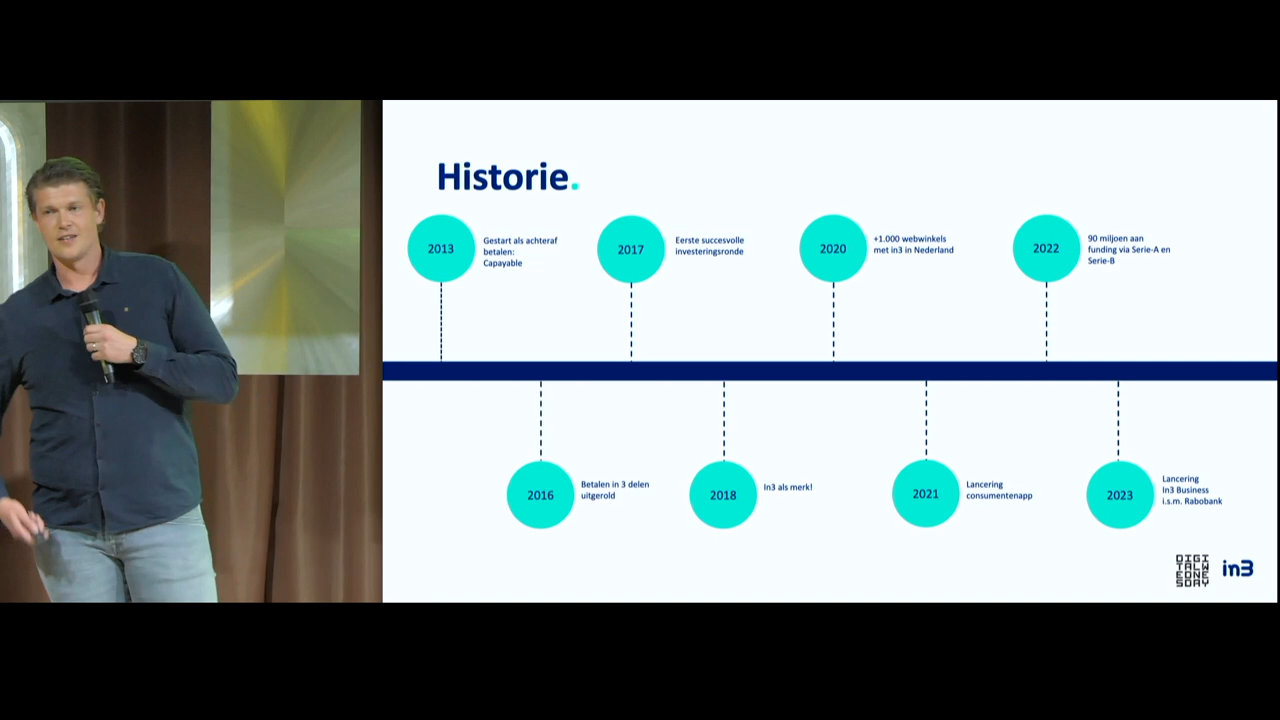 Historie.
2013
Gestart als achteraf
betalen:
Capayable
2017
Eerste succesvolle
investeringsronde
2020
+1.000 webwinkels
met in3 in Nederland
2022
90 miljoen aan
funding via Serie-A en
Serie-B
2016
Betalen in 3 delen
uitgerold
2018
In3 als merk!
2021
Lancering
consumentenapp
2023
Lancering
In3 Business
i.s.m. Rabobank
DIGI
TALW
EDNE
SDAY
in3